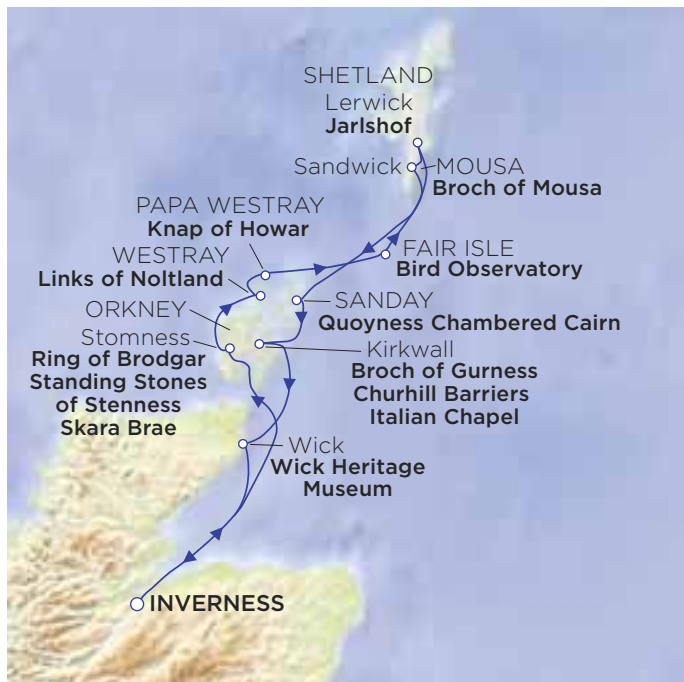 SHETLAND
Lerwick
Jarlshof
Sandwick
MOUSA
Broch of Mousa
PAPA WESTRAY
Knap of Howar
WESTRAY
Links of Noltland
FAIR ISLE
Bird Observatory
ORKNEY
SANDAY
Quoyness Chambered Cairn
Stomness
Ring of Brodgar
Standing Stones
of Stenness
Skara Brae
Kirkwall
Broch of Gurness
Churhill Barriers
Italian Chapel
Wick
Wick Heritage
Museum
INVERNESS